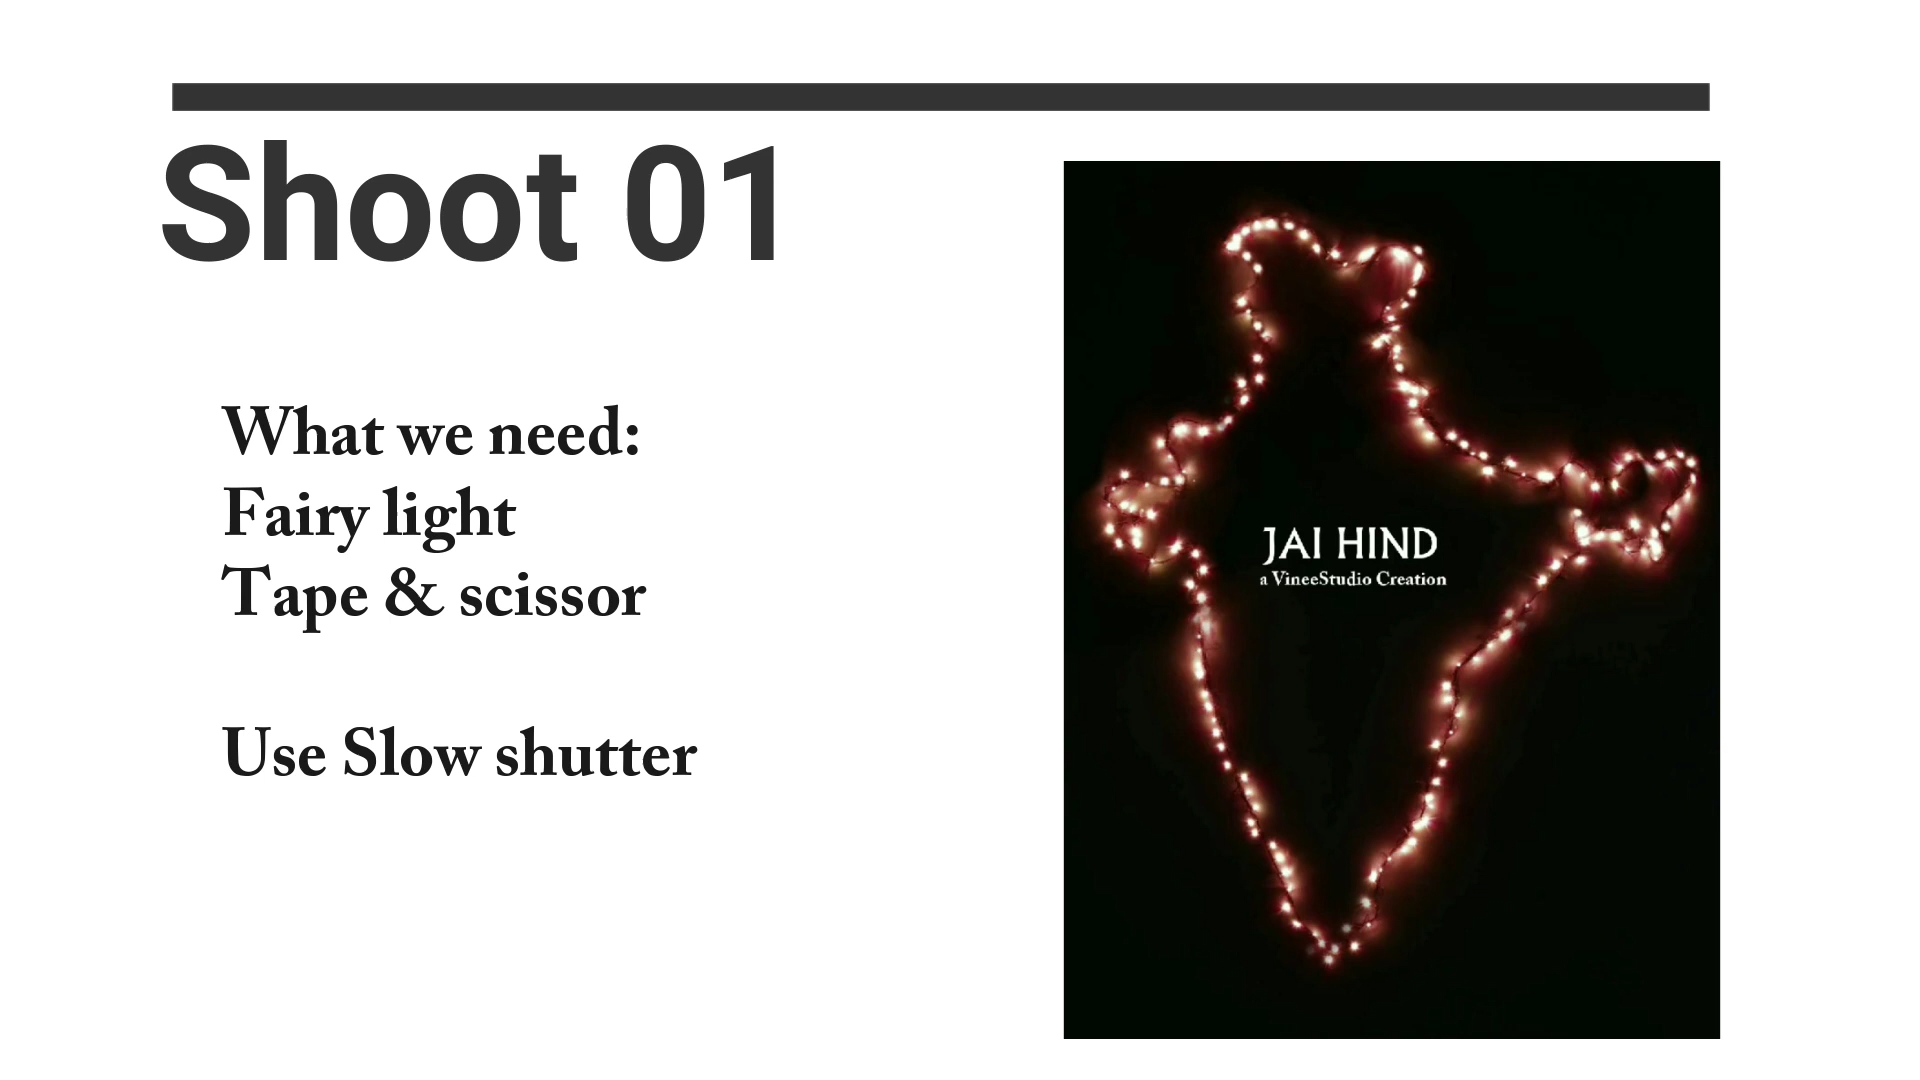 Shoot 01
What we need:
Fairy light
Tape & scissor
Use Slow shutter
JAI HIND
a VineeStudio Creation